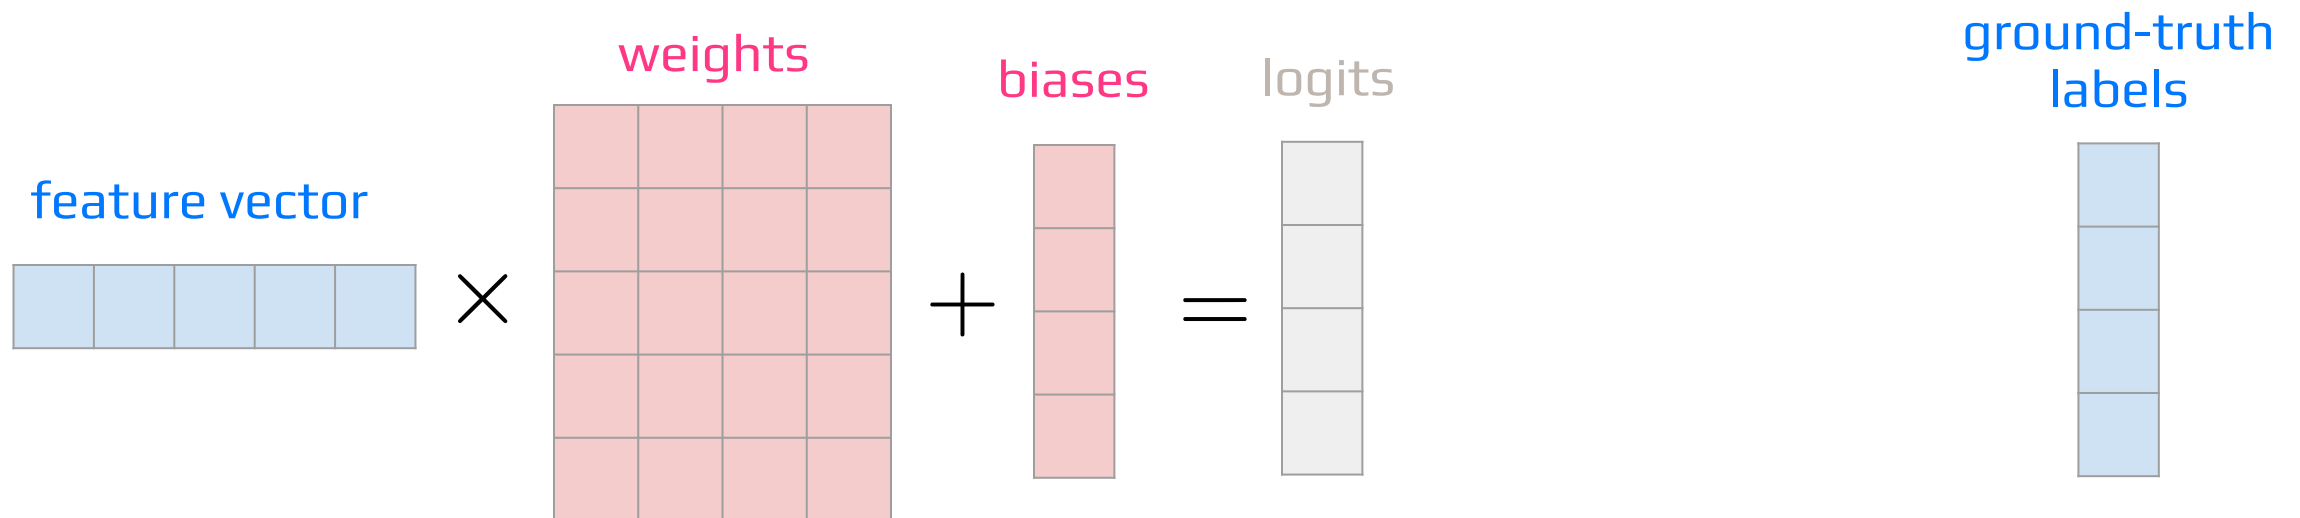 feature vector
×
weights
+
biases
=
logits
ground-truth
labels